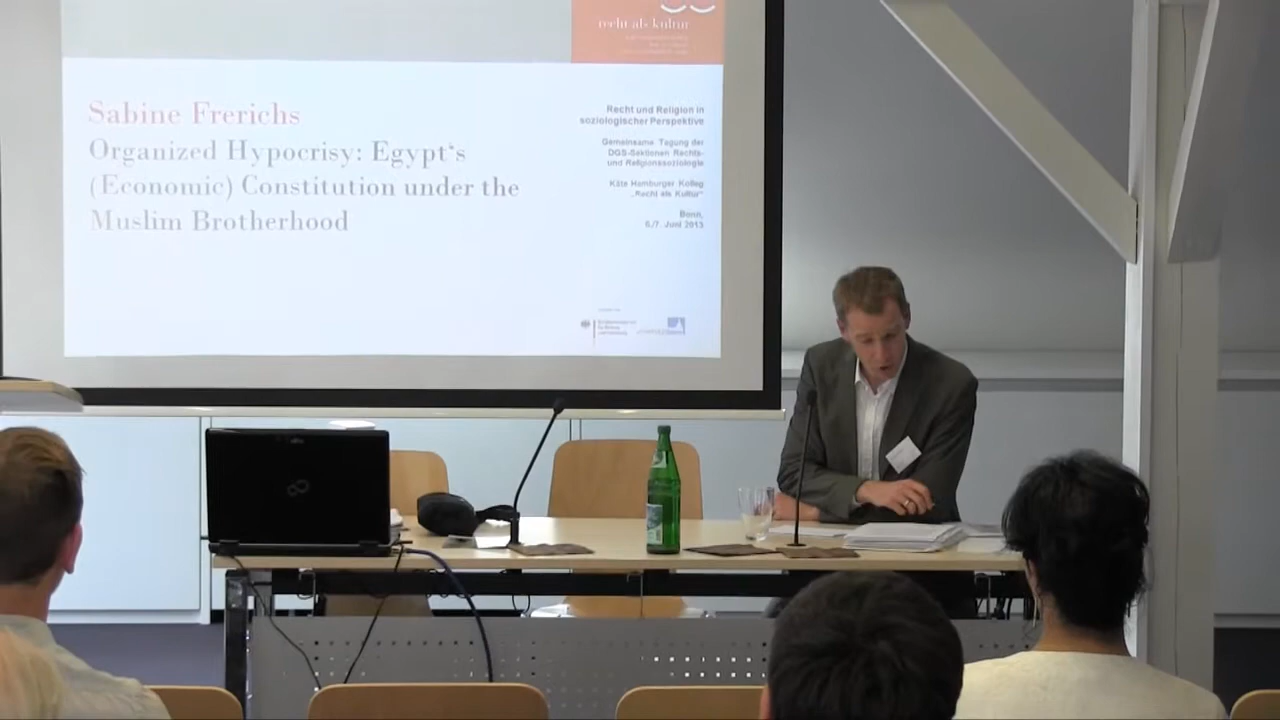 recht als kultur
Sabine Frerichs
Organized Hypocrisy: Egypt‘s
(Economic) Constitution under the
Muslim Brotherhood
Recht und Religion in
soziologischer Perspektive
Gemeinsame Tagung der
DGS-Sektionen Rechts-
und Religionssoziologie
Käte Hamburger Kolleg
„Recht als Kultur“
Bonn,
6./7. Juni 2013